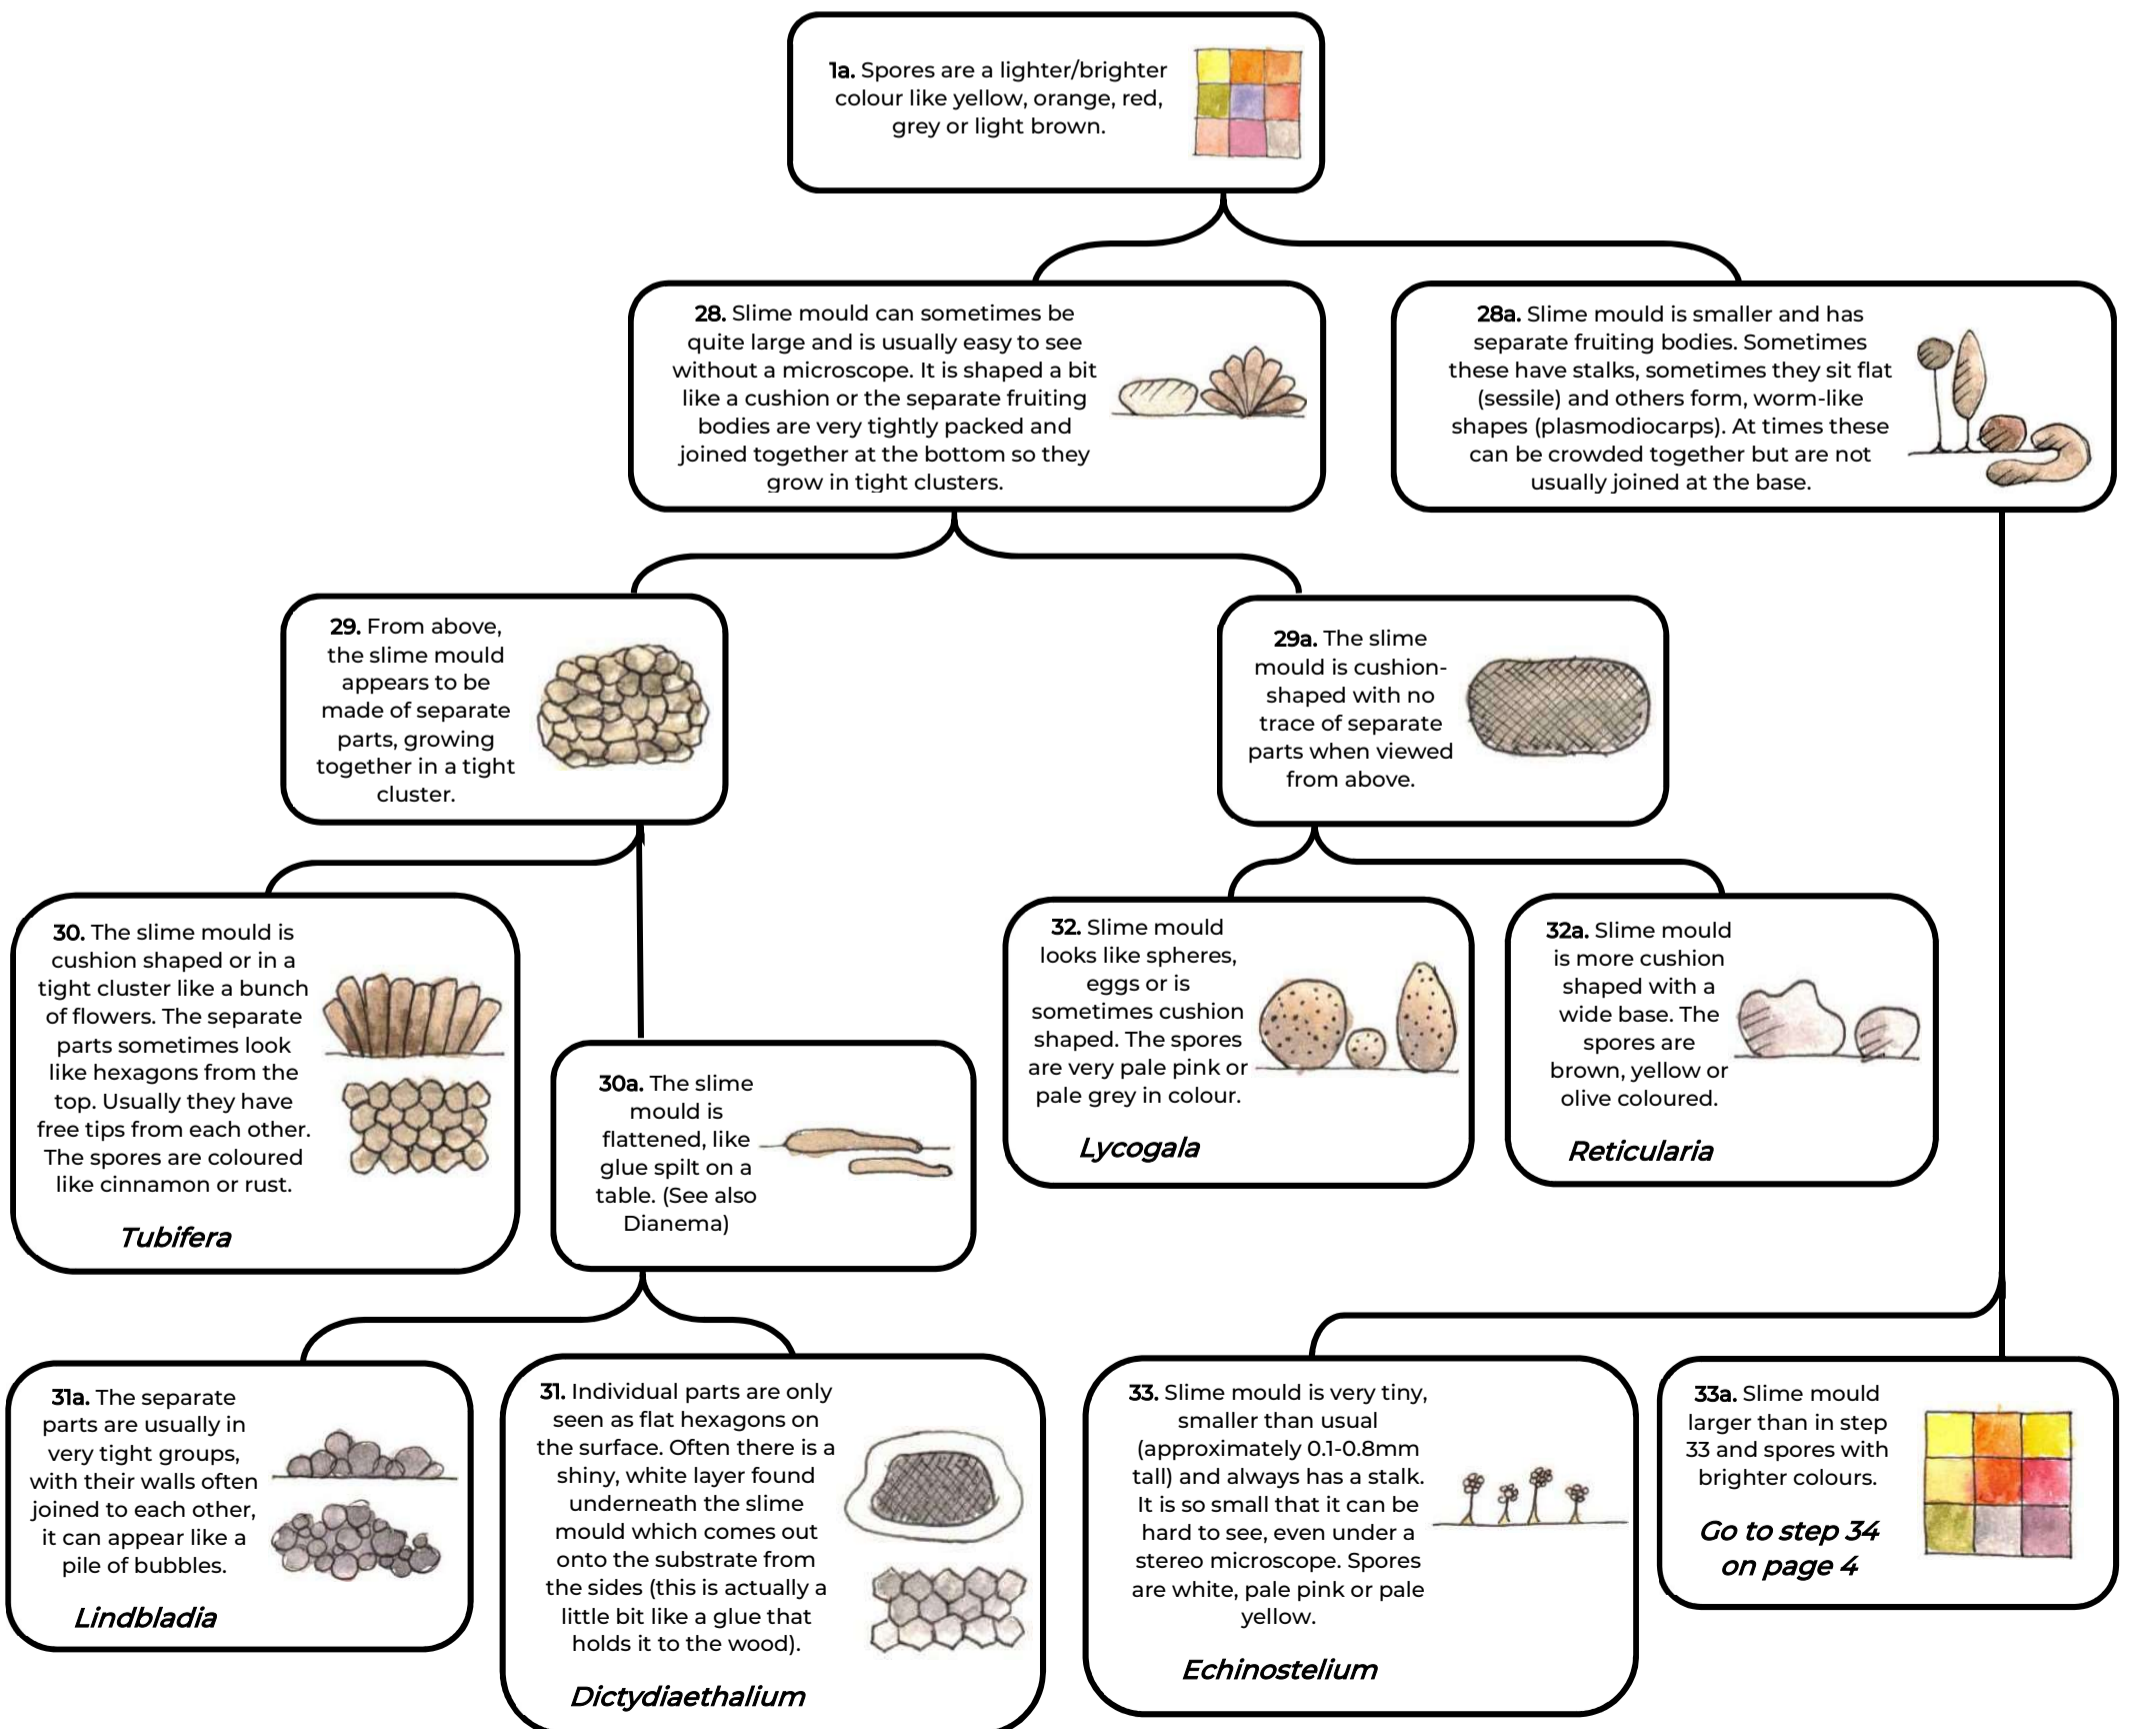 1a. Spores are a lighter/brighter
colour like yellow, orange, red,
grey or light brown.
28. Slime mould can sometimes be
quite large and is usually easy to see
without a microscope. It is shaped a bit
like a cushion or the separate fruiting
bodies are very tightly packed and
joined together at the bottom so they
grow in tight clusters.
28a. Slime mould is smaller and has
separate fruiting bodies. Sometimes
these have stalks, sometimes they sit flat
(sessile) and others form, worm-like
shapes (plasmodiocarps). At times these
can be crowded together but are not
usually joined at the base.
29. From above,
the slime mould
appears to be
made of separate
parts, growing
together in a tight
cluster.
29a. The slime
mould is cushion-
shaped with no
trace of separate
parts when viewed
from above.
30. The slime mould is
cushion shaped or in a
tight cluster like a bunch
of flowers. The separate
parts sometimes look
like hexagons from the
top. Usually they have
free tips from each other.
The spores are coloured
like cinnamon or rust.
Tubifera
30a. The slime
mould is
flattened, like
glue spilt on a
table. (See also
Dianema)
32. Slime mould
looks like spheres,
eggs or is
sometimes cushion
shaped. The spores
are very pale pink or
pale grey in colour.
Lycogala
32a. Slime mould
is more cushion
shaped with a
wide base. The
spores are
brown, yellow or
olive coloured.
Reticularia
31a. The separate
parts are usually in
very tight groups,
with their walls often
joined to each other,
it can appear like a
pile of bubbles.
Lindbladia
31. Individual parts are only
seen as flat hexagons on
the surface. Often there is a
shiny, white layer found
underneath the slime
mould which comes out
onto the substrate from
the sides (this is actually a
little bit like a glue that
holds it to the wood).
Dictydiaethalium
33. Slime mould is very tiny,
smaller than usual
(approximately 0.1-0.8mm
tall) and always has a stalk.
It is so small that it can be
hard to see, even under a
stereo microscope. Spores
are white, pale pink or pale
yellow.
Echinostelium
33a. Slime mould
larger than in step
33 and spores with
brighter colours.
Go to step 34
on page 4